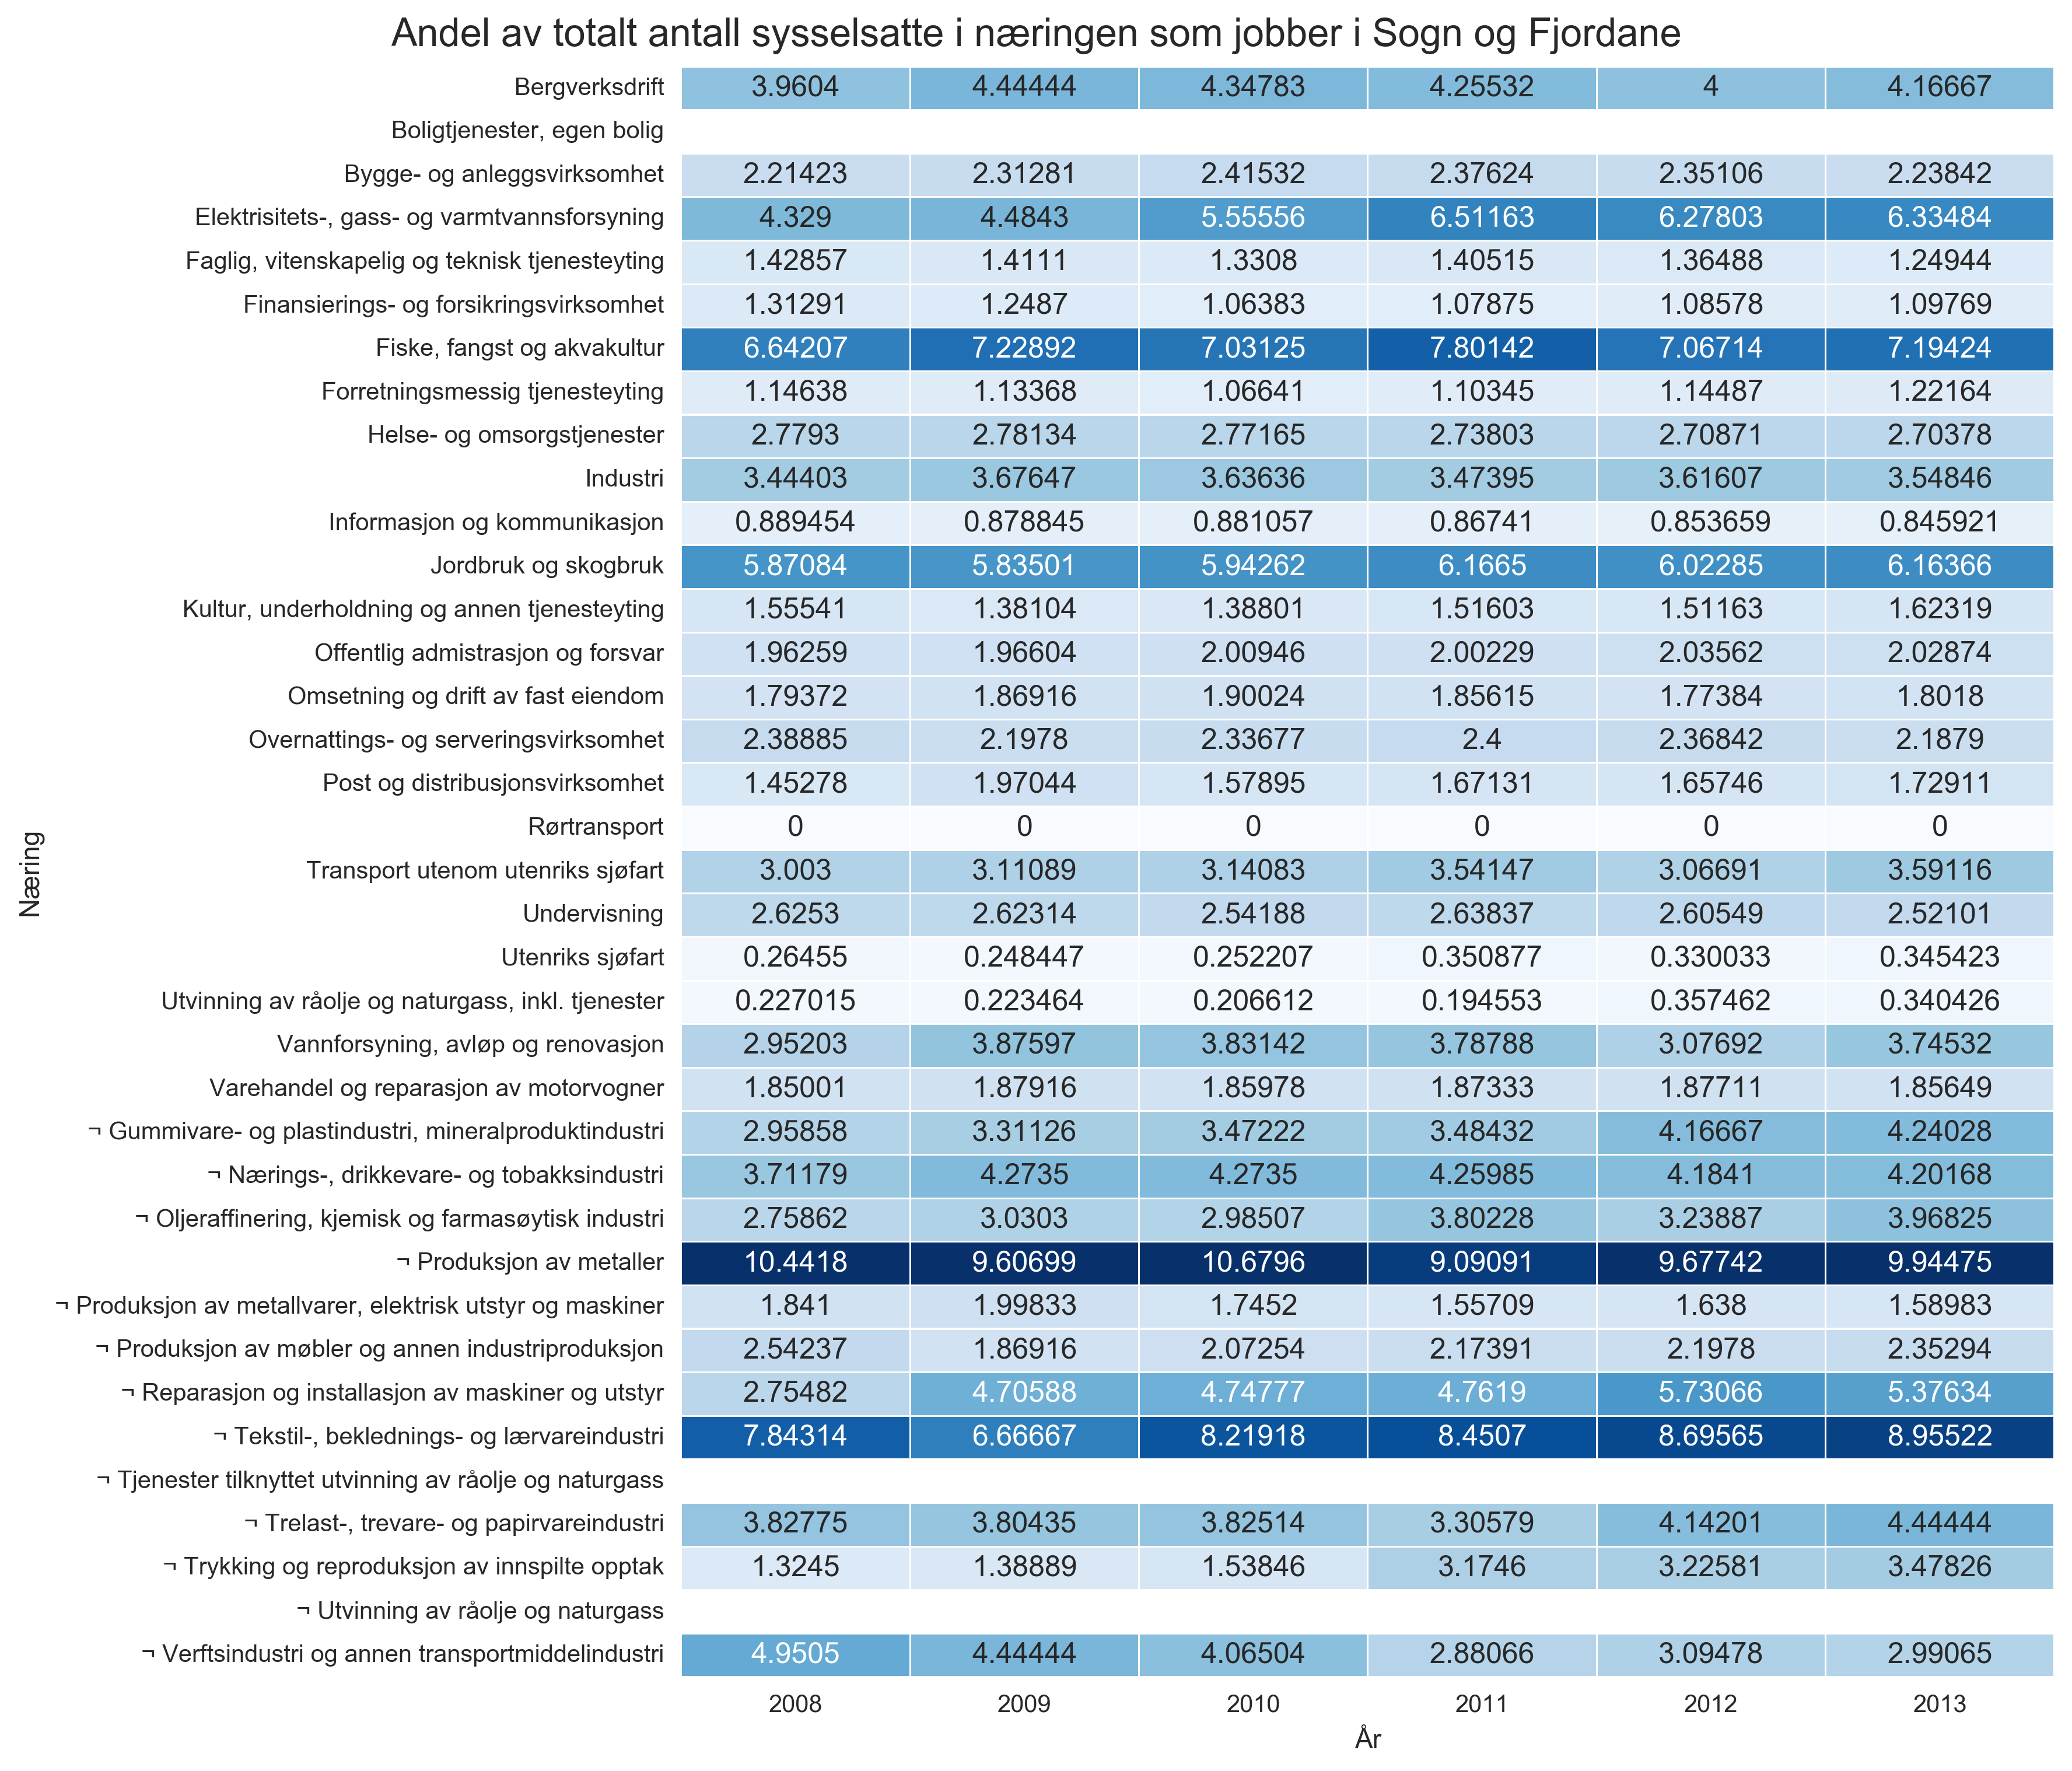 Andel av totalt antall sysselsatte i næringen som jobber i Sogn og Fjordane
Bergverksdrift 3.9604 4.44444 4.34783 4.25532 4 4.16667
Boligtjenester, egen bolig
Bygge- og anleggsvirksomhet 2.21423 2.31281 2.41532 2.37624 2.35106 2.23842
Elektrisitets-, gass- og varmtvannsforsyning 4.329 4.4843 5.55556 6.51163 6.27803 6.33484
Faglig, vitenskapelig og teknisk tjenesteyting 1.42857 1.4111 1.3308 1.40515 1.36488 1.24944
Finansierings- og forsikringsvirksomhet 1.31291 1.2487 1.06383 1.07875 1.08578 1.09769
Fiske, fangst og akvakultur 6.64207 7.22892 7.03125 7.80142 7.06714 7.19424
Forretningsmessig tjenesteyting 1.14638 1.13368 1.06641 1.10345 1.14487 1.22164
Helse- og omsorgstjenester 2.7793 2.78134 2.77165 2.73803 2.70871 2.70378
Industri 3.44403 3.67647 3.63636 3.47395 3.61607 3.54846
Informasjon og kommunikasjon 0.889454 0.878845 0.881057 0.86741 0.853659 0.845921
Jordbruk og skogbruk 5.87084 5.83501 5.94262 6.1665 6.02285 6.16366
Kultur, underholdning og annen tjenesteyting 1.55541 1.38104 1.38801 1.51603 1.51163 1.62319
Offentlig admistrasjon og forsvar 1.96259 1.96604 2.00946 2.00229 2.03562 2.02874
Omsetning og drift av fast eiendom 1.79372 1.86916 1.90024 1.85615 1.77384 1.8018
Overnattings- og serveringsvirksomhet 2.38885 2.1978 2.33677 2.4 2.36842 2.1879
Post og distribusjonsvirksomhet 1.45278 1.97044 1.57895 1.67131 1.65746 1.72911
Rørtransport 0 0 0 0 0 0
Transport utenom utenriks sjøfart 3.003 3.11089 3.14083 3.54147 3.06691 3.59116
Undervisning 2.6253 2.62314 2.54188 2.63837 2.60549 2.52101
Utenriks sjøfart 0.26455 0.248447 0.252207 0.350877 0.330033 0.345423
Utvinning av råolje og naturgass, inkl. tjenester 0.227015 0.223464 0.206612 0.194553 0.357462 0.340426
Vannforsyning, avløp og renovasjon 2.95203 3.87597 3.83142 3.78788 3.07692 3.74532
Varehandel og reparasjon av motorvogner 1.85001 1.87916 1.85978 1.87333 1.87711 1.85649
¬ Gummivare- og plastindustri, mineralproduktindustri 2.95858 3.31126 3.47222 3.48432 4.16667 4.24028
¬ Nærings-, drikkevare- og tobakksindustri 3.71179 4.2735 4.2735 4.25985 4.1841 4.20168
¬ Oljeraffinering, kjemisk og farmasøytisk industri 2.75862 3.0303 2.98507 3.80228 3.23887 3.96825
¬ Produksjon av metaller 10.4418 9.60699 10.6796 9.09091 9.67742 9.94475
¬ Produksjon av metallvarer, elektrisk utstyr og maskiner 1.841 1.99833 1.7452 1.55709 1.638 1.58983
¬ Produksjon av møbler og annen industriproduksjon 2.54237 1.86916 2.07254 2.17391 2.1978 2.35294
¬ Reparasjon og installasjon av maskiner og utstyr 2.75482 4.70588 4.74777 4.7619 5.73066 5.37634
¬ Tekstil-, beklednings- og lærvareindustri 7.84314 6.66667 8.21918 8.4507 8.69565 8.95522
¬ Tjenester tilknyttet utvinning av råolje og naturgass
¬ Trelast-, trevare- og papirvareindustri 3.82775 3.80435 3.82514 3.30579 4.14201 4.44444
¬ Trykking og reproduksjon av innspilte opptak 1.3245 1.38889 1.53846 3.1746 3.22581 3.47826
¬ Utvinning av råolje og naturgass
¬ Verftsindustri og annen transportmiddelindustri 4.9505 4.44444 4.06504 2.88066 3.09478 2.99065
2008 2009 2010 2011 2012 2013
År
Næring